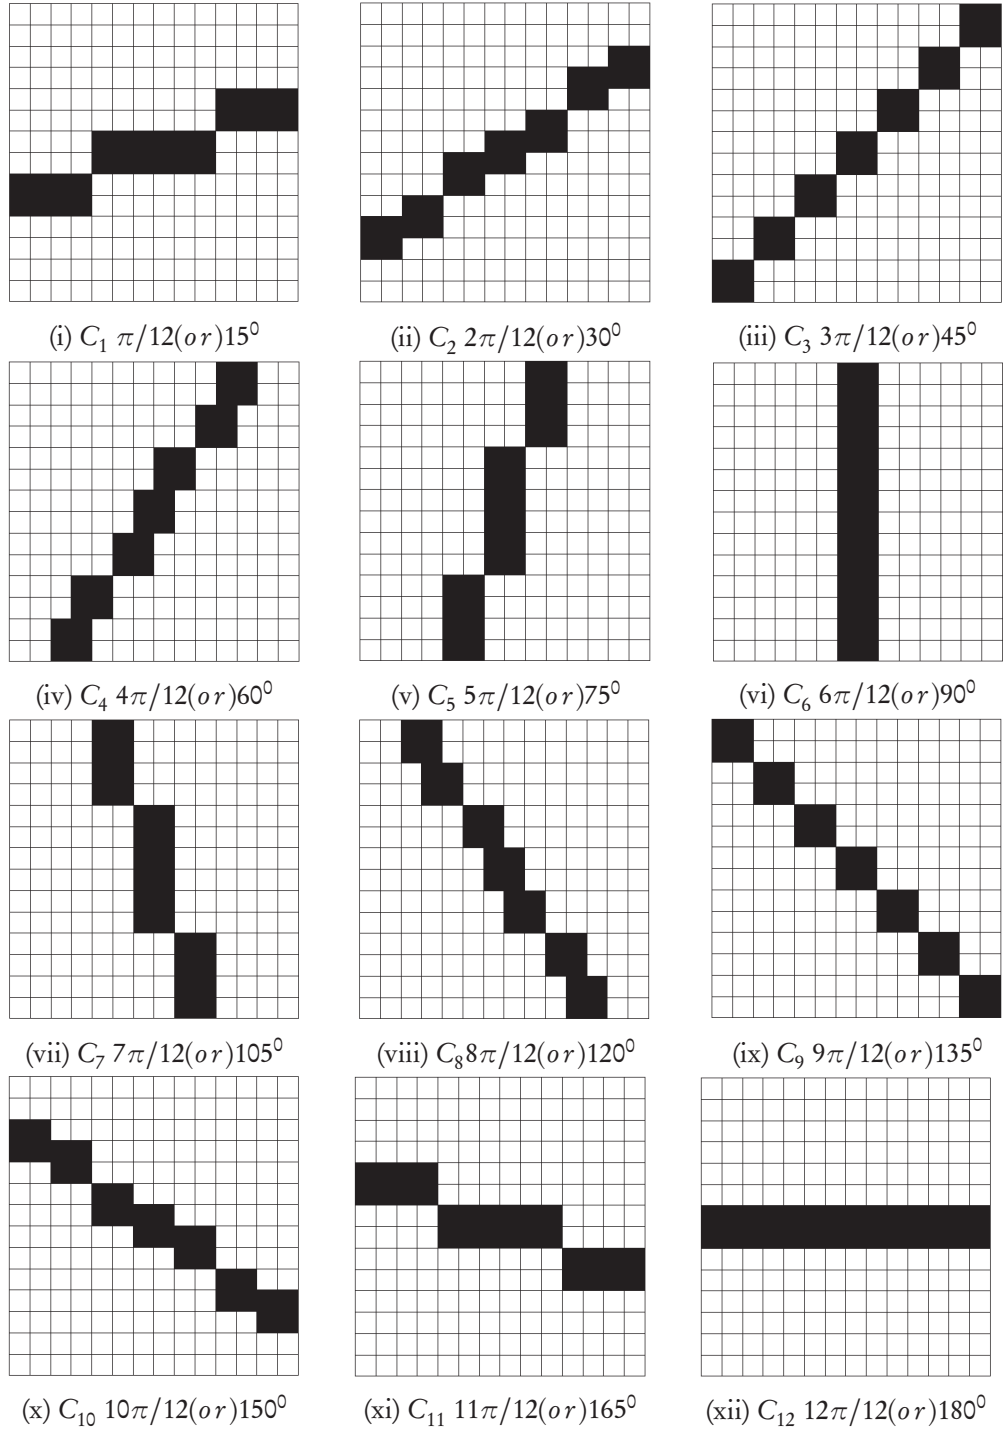 (i) C₁ π/12(or)15⁰
(ii) C₂ 2π/12(or)30⁰
(iii) C₃ 3π/12(or)45⁰
(iv) C₄ 4π/12(or)60⁰
(v) C₅ 5π/12(or)75⁰
(vi) C₆ 6π/12(or)90⁰
(vii) C₇ 7π/12(or)105⁰
(viii) C₈8π/12(or)120⁰
(ix) C₉ 9π/12(or)135⁰
(x) C₁₀ 10π/12(or)150⁰
(xi) C₁₁ 11π/12(or)165⁰
(xii) C₁₂ 12π/12(or)180⁰